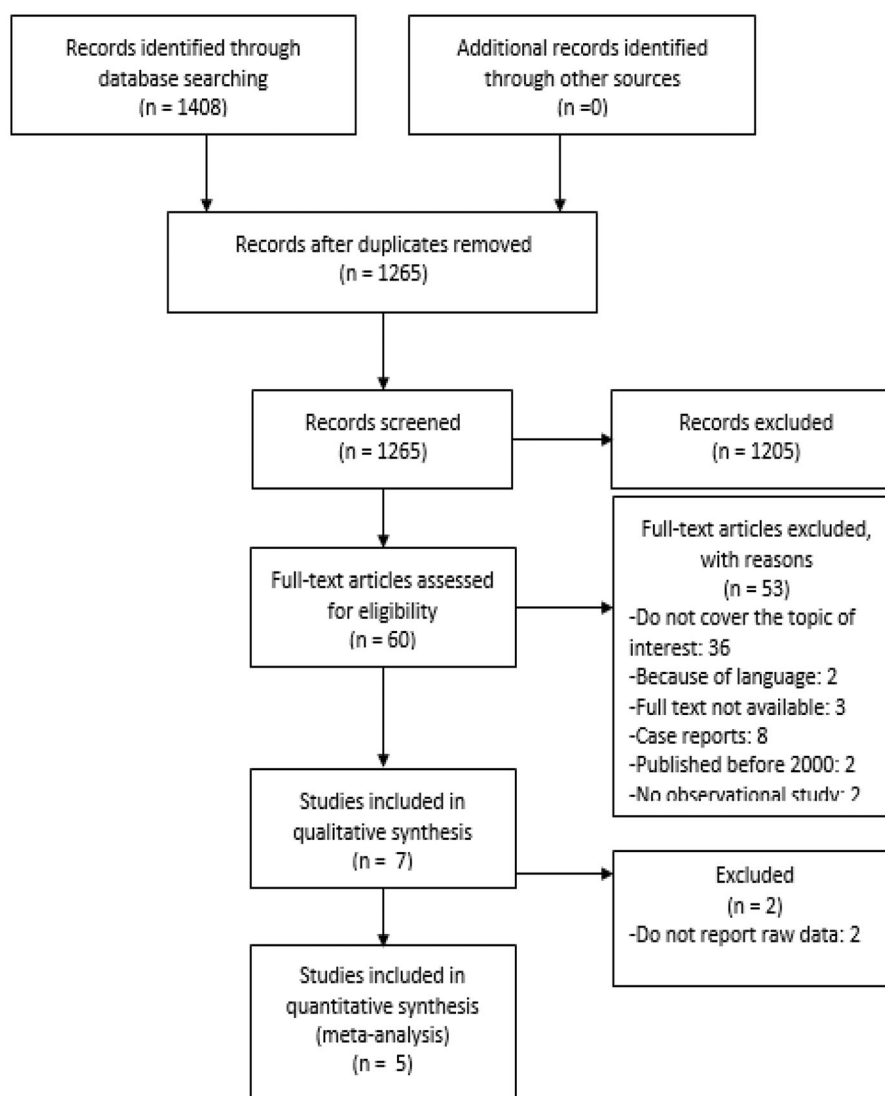 Records identified through
database searching
(n = 1408)
Additional records identified
through other sources
(n =0)
Records after duplicates removed
(n = 1265)
Records screened
(n = 1265)
Records excluded
(n = 1205)
Full-text articles assessed
for eligibility
(n = 60)
Full-text articles excluded,
with reasons
(n = 53)
-Do not cover the topic of
interest: 36
-Because of language: 2
-Full text not available: 3
-Case reports: 8
-Published before 2000: 2
-No observational study: 2
Studies included in
qualitative synthesis
(n = 7)
Excluded
(n = 2)
-Do not report raw data: 2
Studies included in
quantitative synthesis
(meta-analysis)
(n = 5)